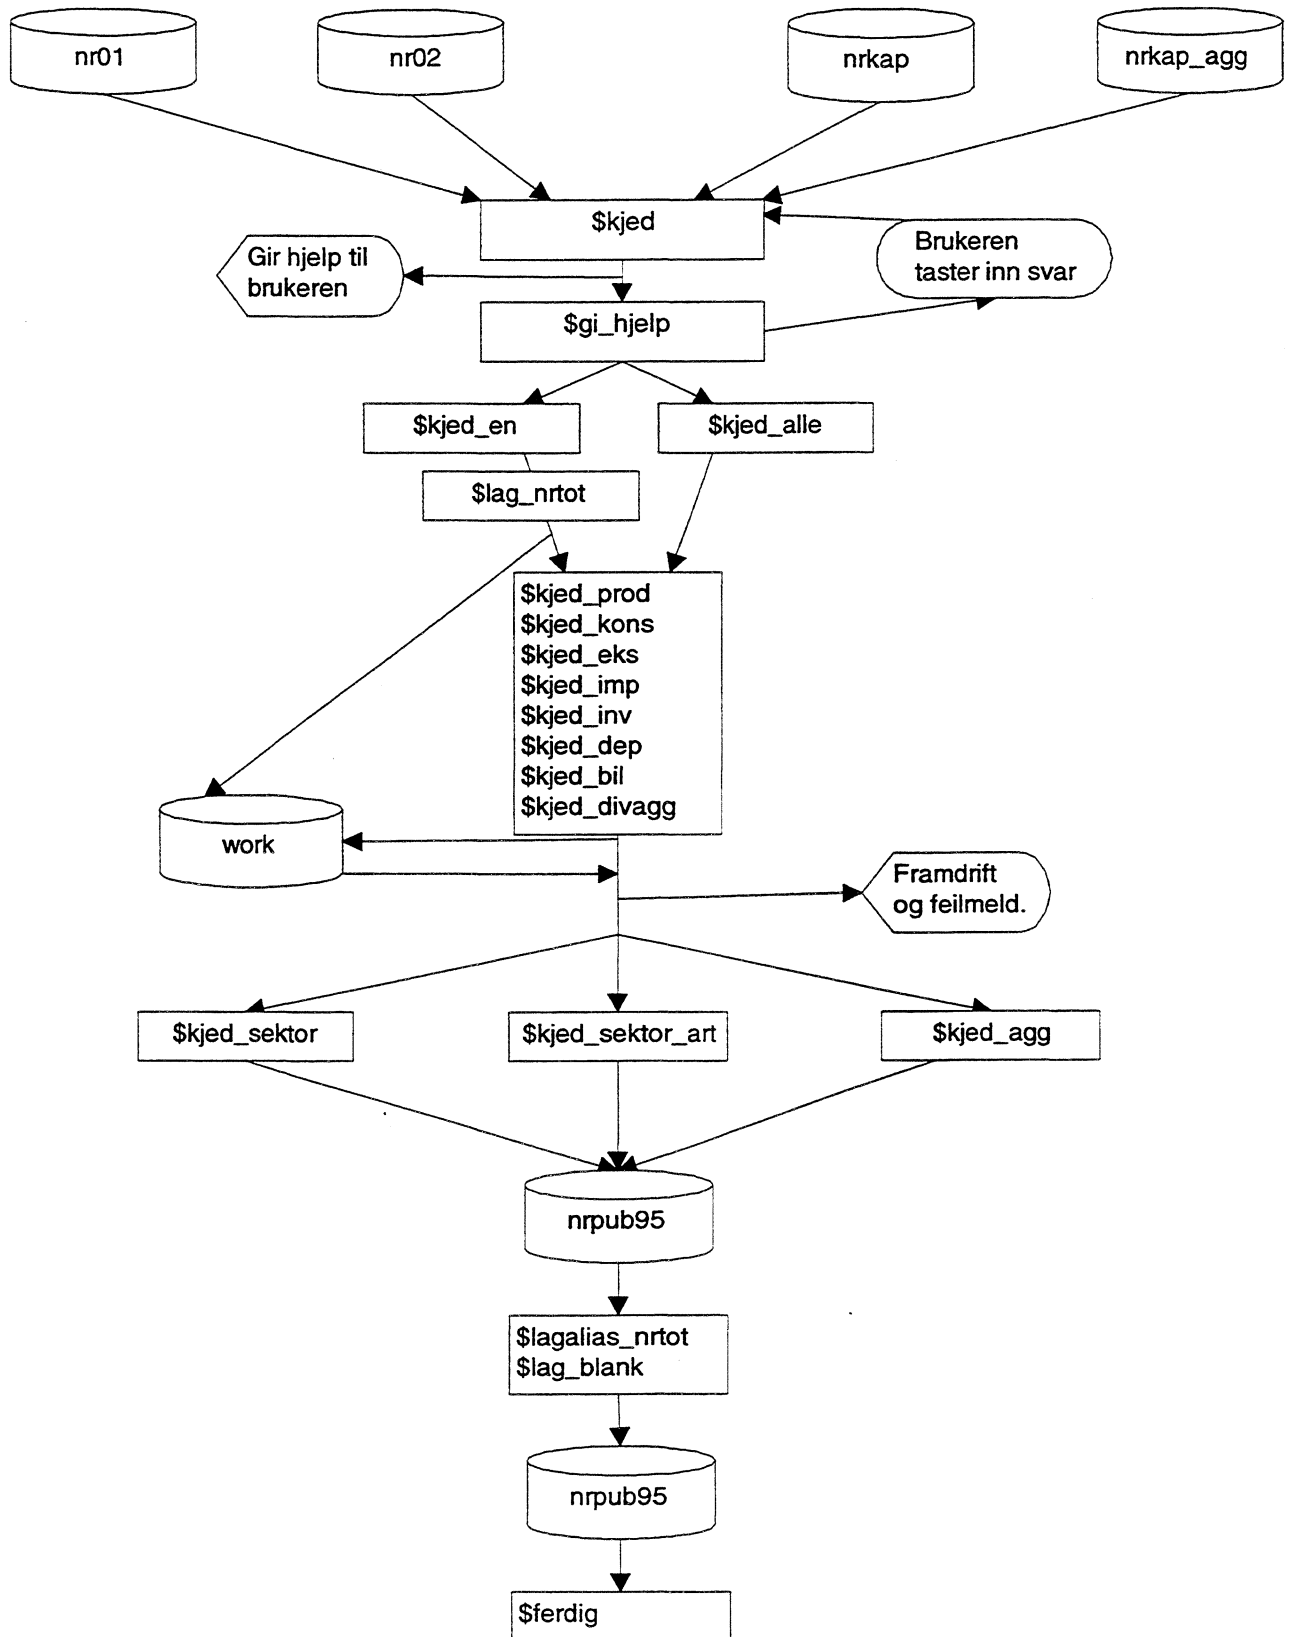 nr01
nr02
nrkap
nrkap_agg
$kjed
Gir hjelp til
brukeren
Brukeren
taster inn svar
$gi_hjelp
$kjed_en
$kjed_alle
$lag_nrtot
$kjed_prod
$kjed_kons
$kjed_eks
$kjed_imp
$kjed_inv
$kjed_dep
$kjed_bil
$kjed_divagg
work
Framdrift
og feilmeld.
$kjed_sektor
$kjed_sektor_art
$kjed_agg
nrpub95
$lagalias_nrtot
$lag_blank
nrpub95
$ferdig